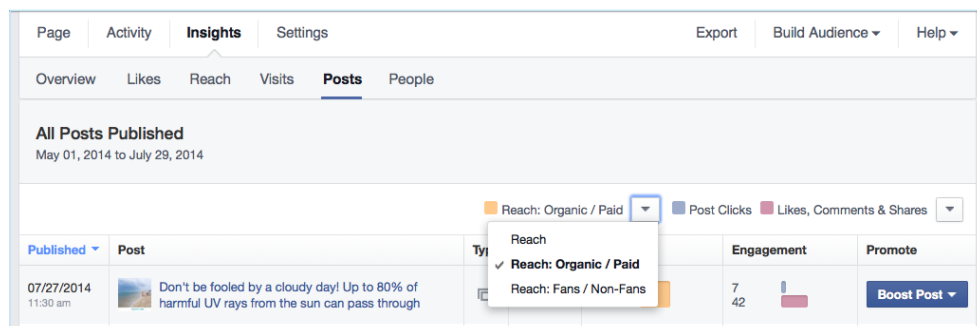 Page Activity Insights Settings Export Build Audience Help
Overview Likes Reach Visits Posts People
All Posts Published
May 01, 2014 to July 29, 2014
Reach: Organic / Paid Post Clicks Likes, Comments & Shares
Reach
✓ Reach: Organic / Paid
Reach: Fans / Non-Fans
Published Post Engagement Promote
07/27/2014 Don't be fooled by a cloudy day! Up to 80% of 7 Boost Post
11:30 am harmful UV rays from the sun can pass through 42